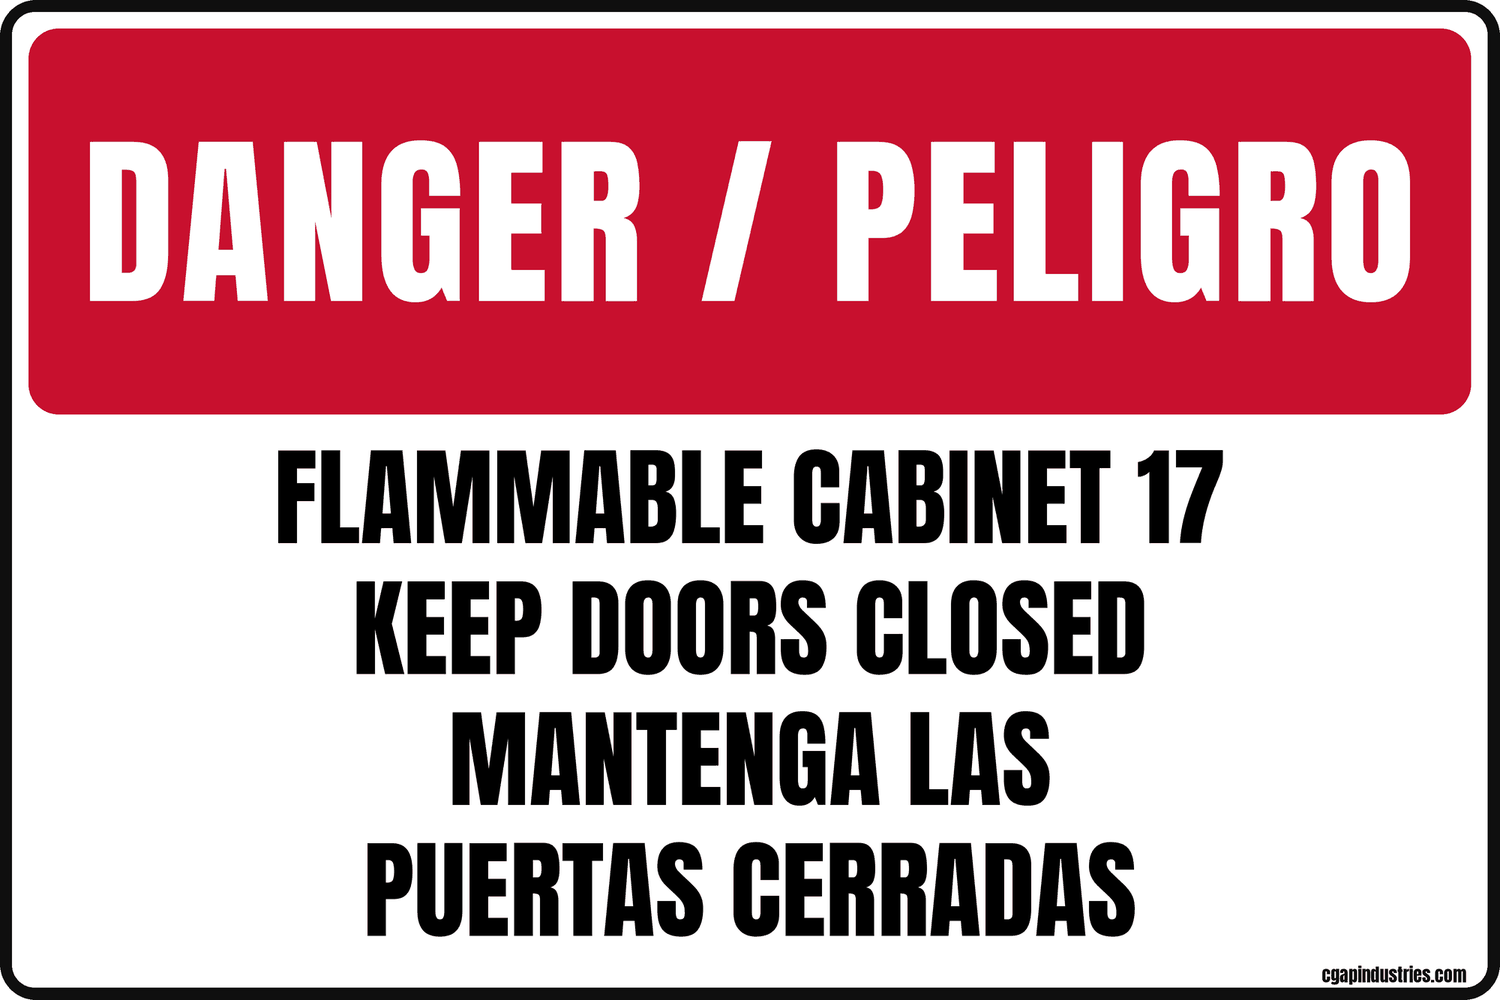 DANGER / PELIGRO
FLAMMABLE CABINET 17
KEEP DOORS CLOSED
MANTENGA LAS
PUERTAS CERRADAS
cgapindustries.com